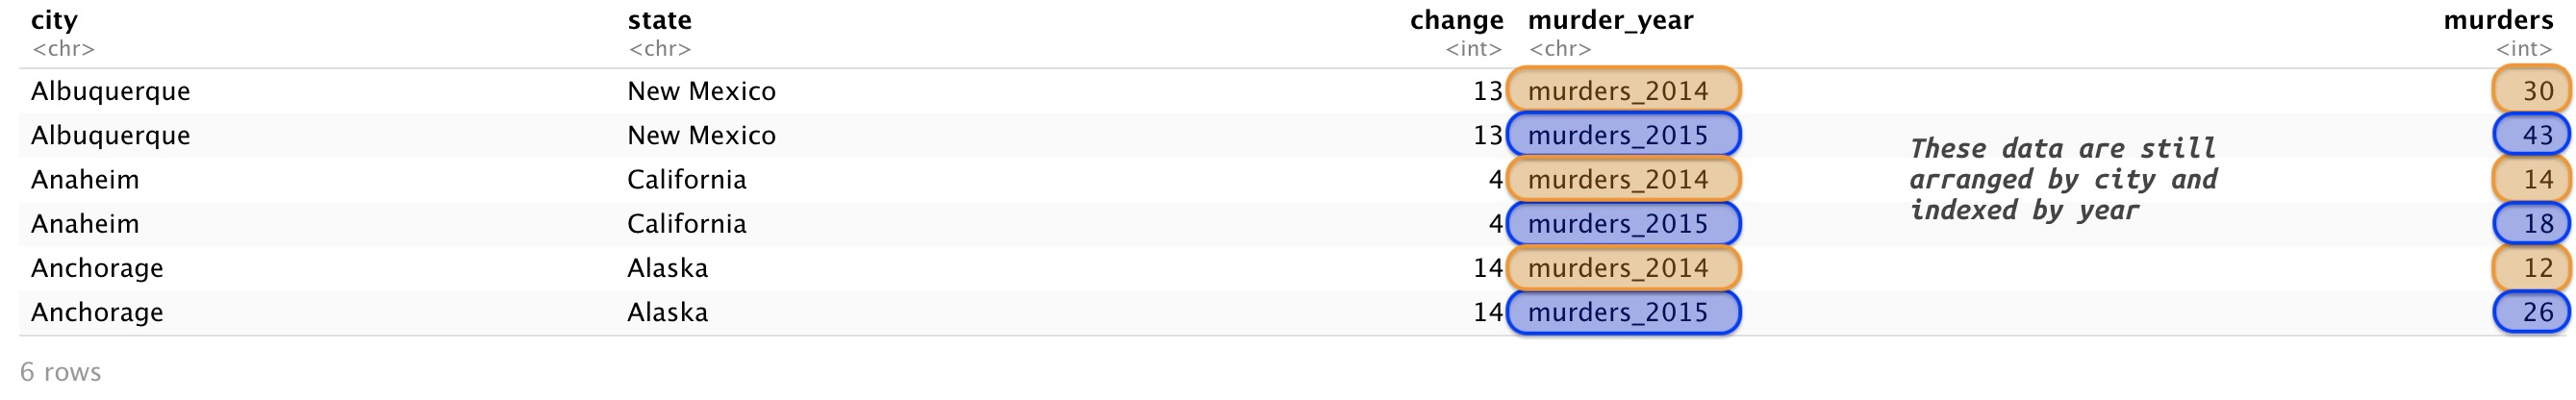 city state change murder_year murders
<chr> <chr> <int> <chr> <int>
Albuquerque New Mexico 13 murders_2014 30
Albuquerque New Mexico 13 murders_2015 43
Anaheim California 4 murders_2014 14
Anaheim California 4 murders_2015 18
Anchorage Alaska 14 murders_2014 12
Anchorage Alaska 14 murders_2015 26
These data are still
arranged by city and
indexed by year
6 rows